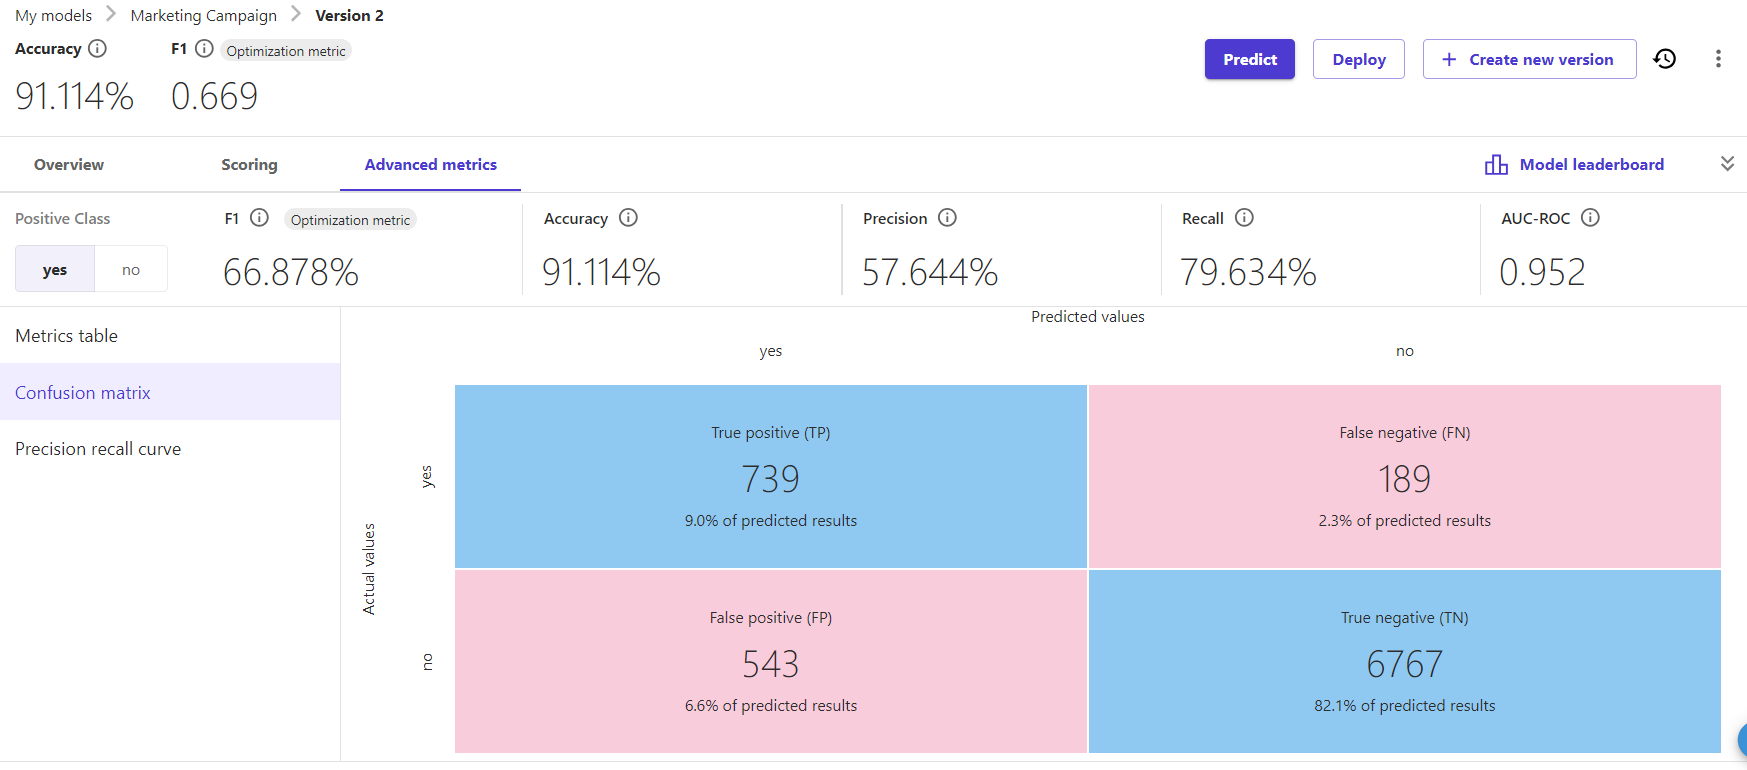 My models > Marketing Campaign > Version 2
Accuracy F1 Optimization metric
91.114% 0.669
Predict Deploy + Create new version
Overview Scoring Advanced metrics Model leaderboard
Positive Class F1 Optimization metric Accuracy Precision Recall AUC-ROC
yes no 66.878% 91.114% 57.644% 79.634% 0.952
Metrics table
Confusion matrix
Precision recall curve
Predicted values
yes no
Actual values
yes
True positive (TP) False negative (FN)
739 189
9.0% of predicted results 2.3% of predicted results
no
False positive (FP) True negative (TN)
543 6767
6.6% of predicted results 82.1% of predicted results